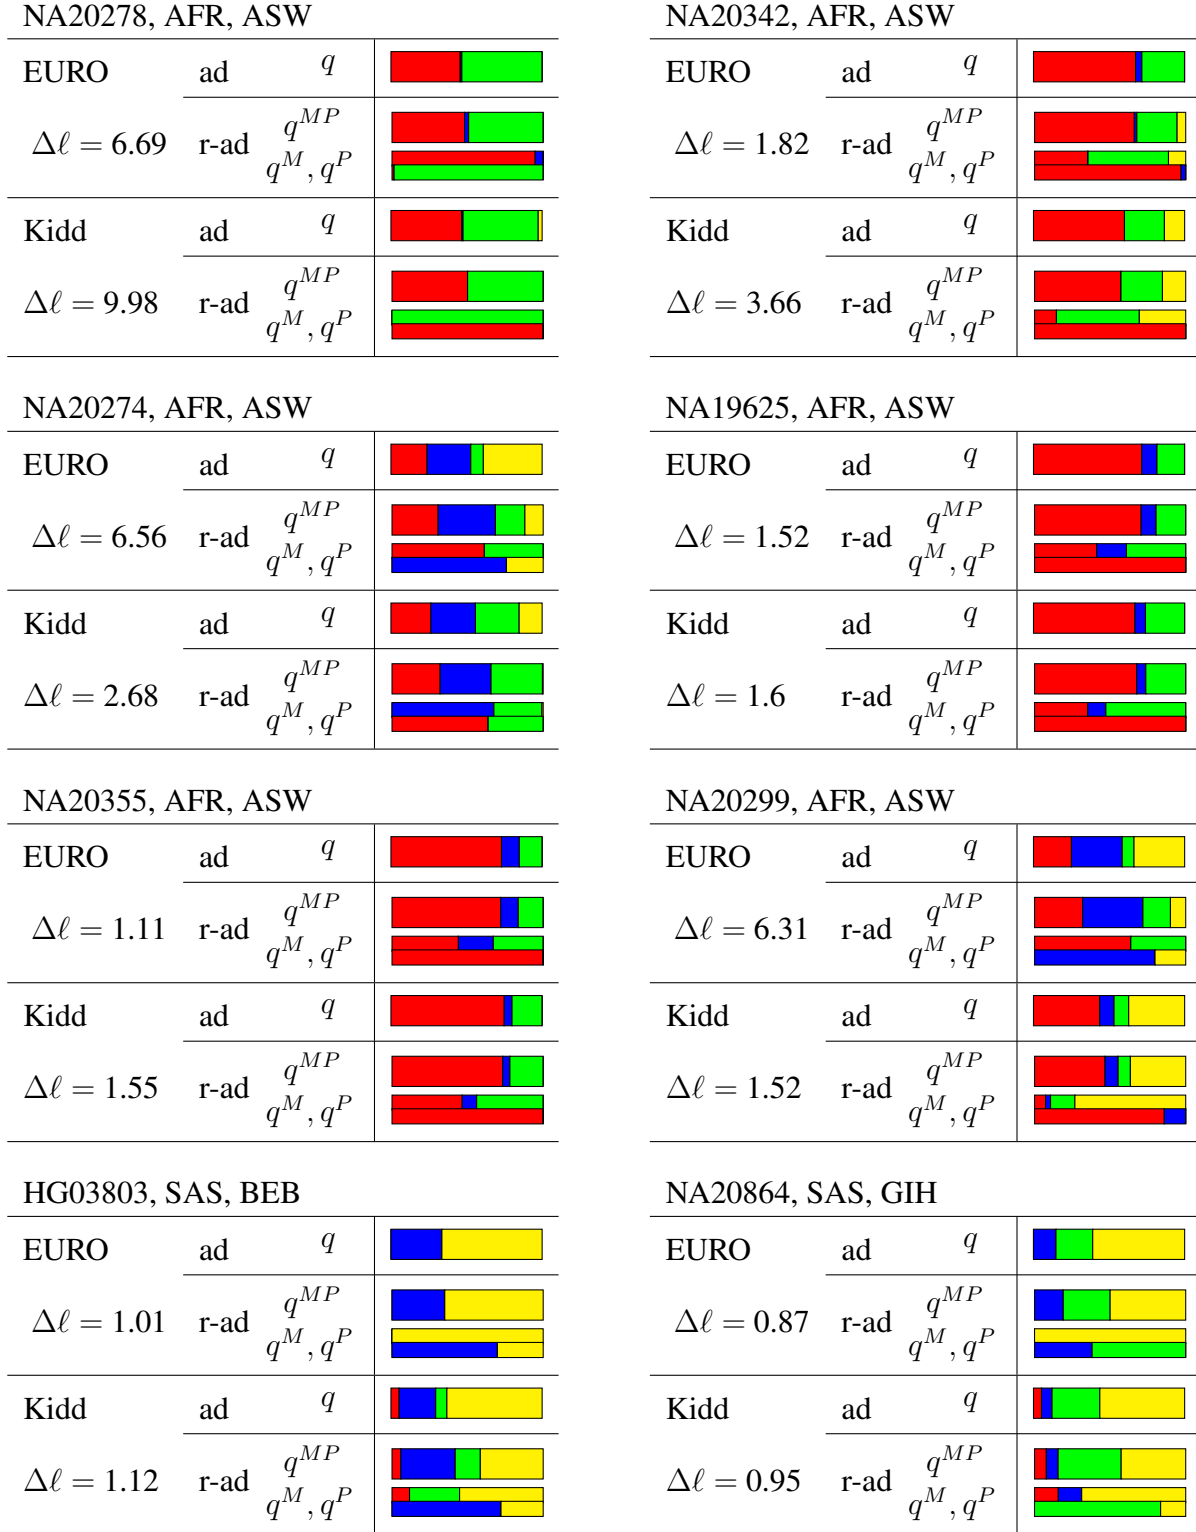 NA20278, AFR, ASW
EURO ad q
Δℓ = 6.69 r-ad q^{MP}
q^M, q^P
Kidd ad q
Δℓ = 9.98 r-ad q^{MP}
q^M, q^P
NA20342, AFR, ASW
EURO ad q
Δℓ = 1.82 r-ad q^{MP}
q^M, q^P
Kidd ad q
Δℓ = 3.66 r-ad q^{MP}
q^M, q^P
NA20274, AFR, ASW
EURO ad q
Δℓ = 6.56 r-ad q^{MP}
q^M, q^P
Kidd ad q
Δℓ = 2.68 r-ad q^{MP}
q^M, q^P
NA19625, AFR, ASW
EURO ad q
Δℓ = 1.52 r-ad q^{MP}
q^M, q^P
Kidd ad q
Δℓ = 1.6 r-ad q^{MP}
q^M, q^P
NA20355, AFR, ASW
EURO ad q
Δℓ = 1.11 r-ad q^{MP}
q^M, q^P
Kidd ad q
Δℓ = 1.55 r-ad q^{MP}
q^M, q^P
NA20299, AFR, ASW
EURO ad q
Δℓ = 6.31 r-ad q^{MP}
q^M, q^P
Kidd ad q
Δℓ = 1.52 r-ad q^{MP}
q^M, q^P
HG03803, SAS, BEB
EURO ad q
Δℓ = 1.01 r-ad q^{MP}
q^M, q^P
Kidd ad q
Δℓ = 1.12 r-ad q^{MP}
q^M, q^P
NA20864, SAS, GIH
EURO ad q
Δℓ = 0.87 r-ad q^{MP}
q^M, q^P
Kidd ad q
Δℓ = 0.95 r-ad q^{MP}
q^M, q^P